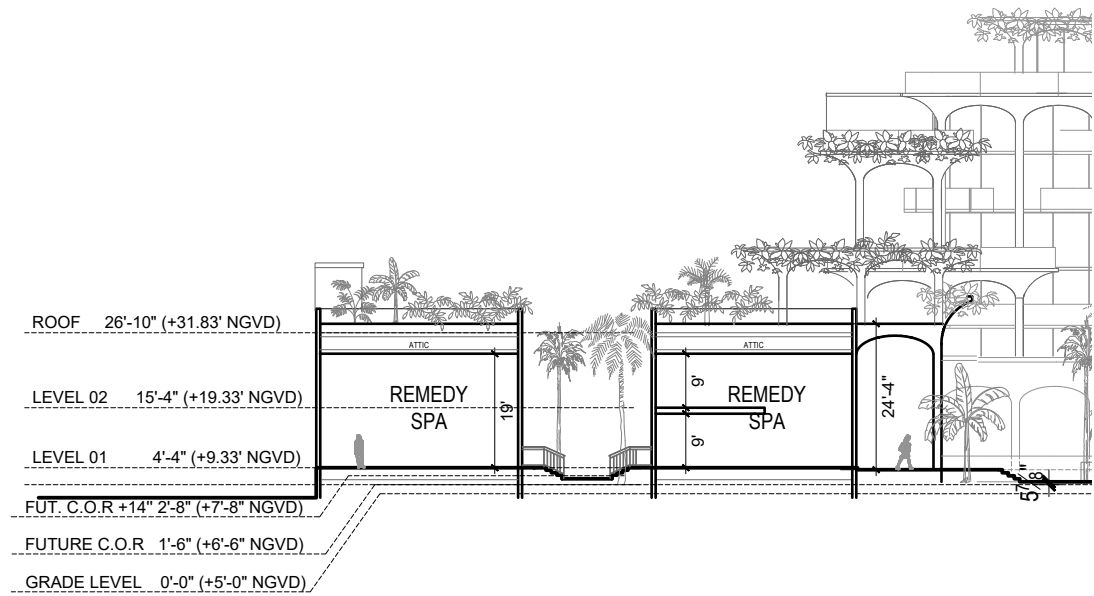 ROOF 26'-10" (+31.83' NGVD)
ATTIC
ATTIC
LEVEL 02 15'-4" (+19.33' NGVD)
REMEDY
SPA
19'
9'
9'
REMEDY
SPA
24'-4"
LEVEL 01 4'-4" (+9.33' NGVD)
FUT. C.O.R +14" 2'-8" (+7'-8" NGVD)
FUTURE C.O.R 1'-6" (+6'-6" NGVD)
GRADE LEVEL 0'-0" (+5'-0" NGVD)